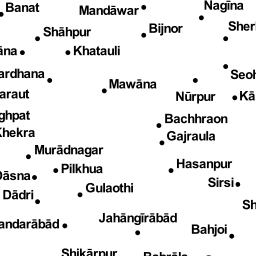 Banat
Mandāwar
Nagīna
Shāhpur
Bijnor
Sher
āna
Khatauli
ardhana
Mawāna
Seoh
araut
Nūrpur
Kā
ghpat
Bachhraon
Khekra
Gajraula
Murādnagar
Hasanpur
Dāsna
Pilkhua
Sirsi
Dādri
Gulaothi
Sh
andarābād
Jahāngīrābād
Bahjoi
Shikārpur